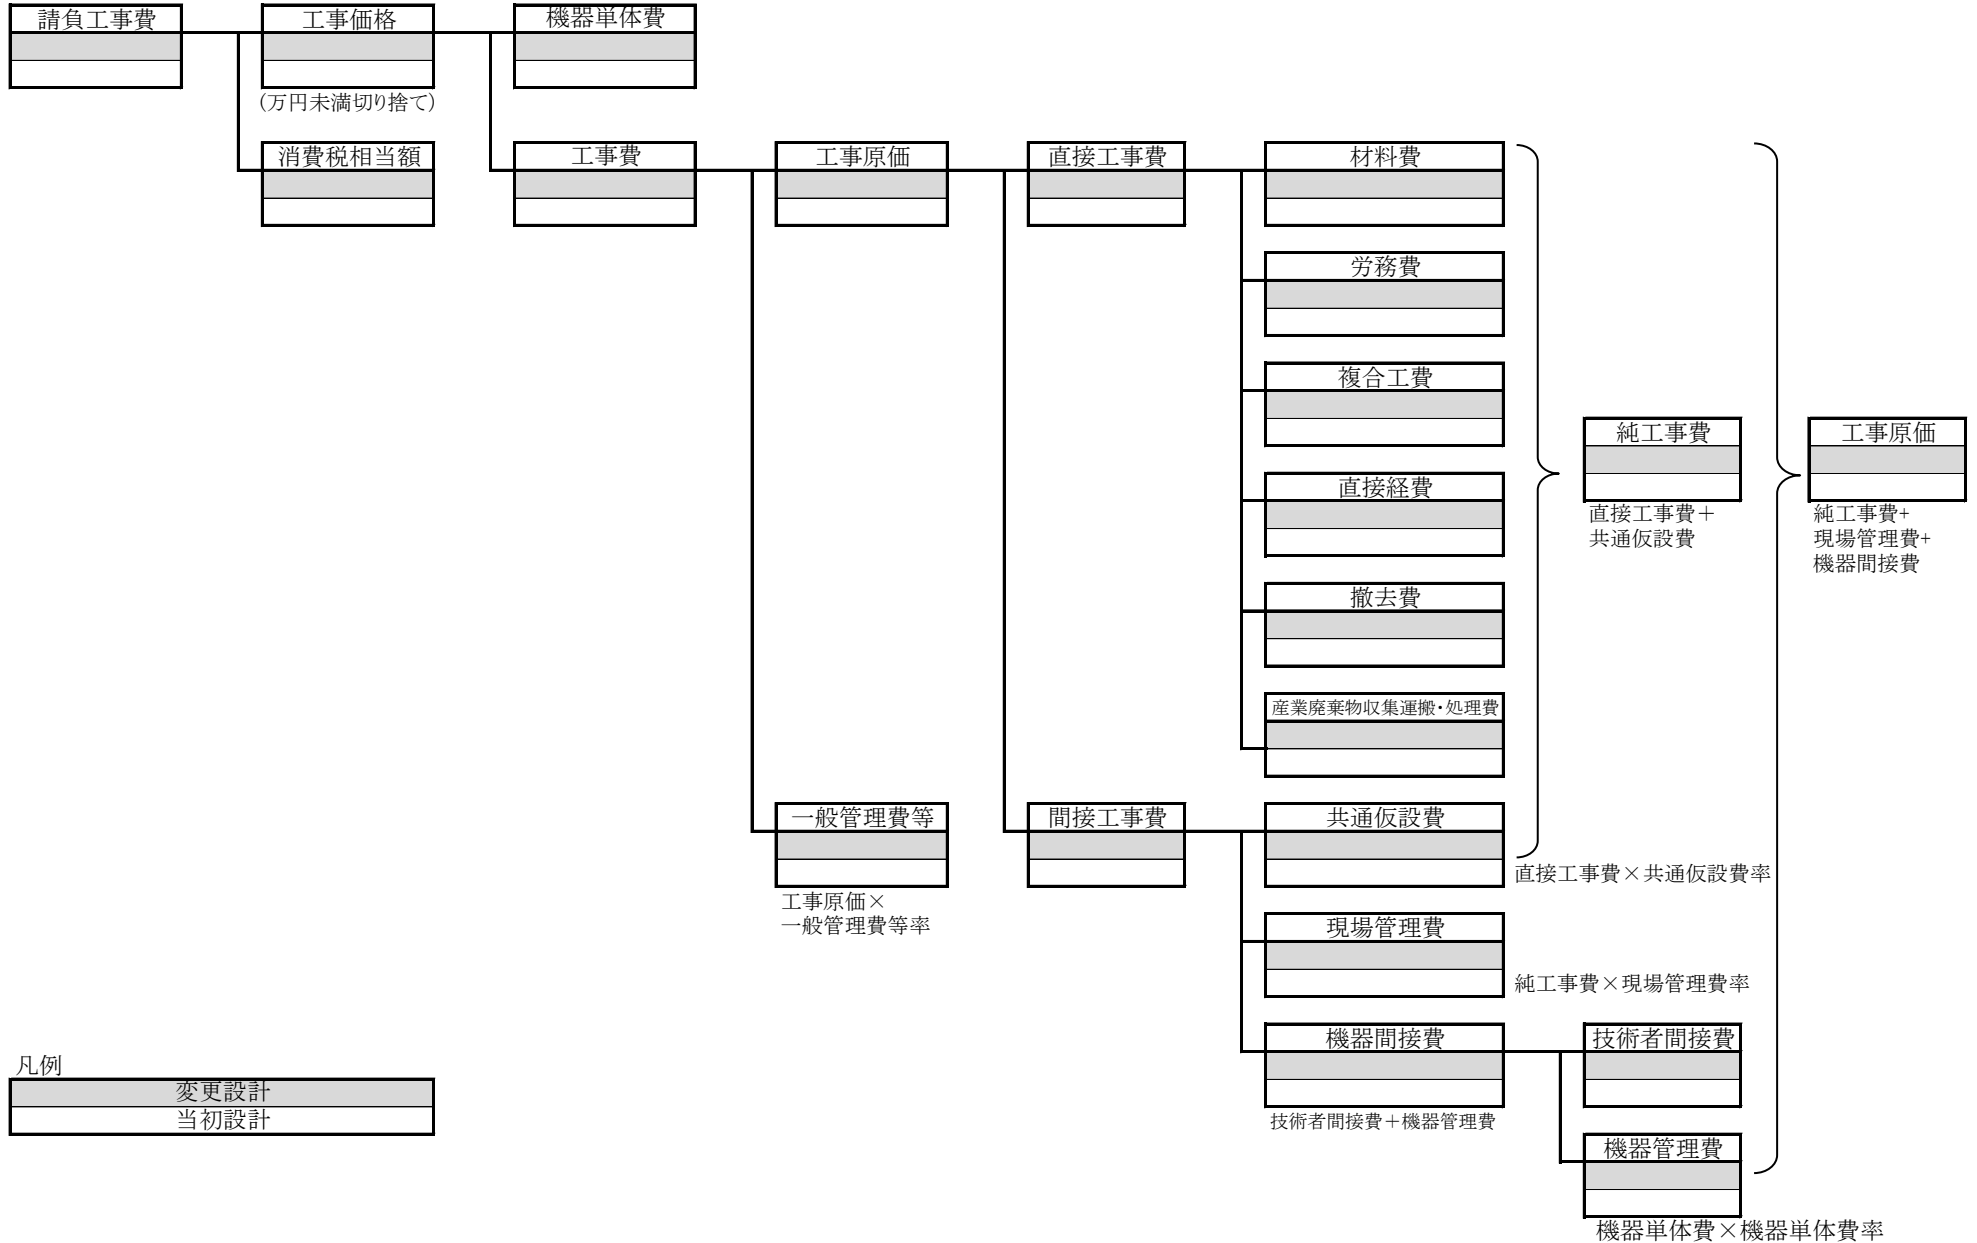 請負工事費
工事価格
機器単体費
(万円未満切り捨て)
消費税相当額
工事費
工事原価
直接工事費
材料費
労務費
複合工費
純工事費
工事原価
直接経費
直接工事費＋
共通仮設費
純工事費+
現場管理費+
機器間接費
撤去費
産業廃棄物収集運搬・処理費
一般管理費等
間接工事費
共通仮設費
直接工事費×共通仮設費率
工事原価×
一般管理費等率
現場管理費
純工事費×現場管理費率
機器間接費
技術者間接費
凡例
変更設計
当初設計
技術者間接費＋機器管理費
機器管理費
機器単体費×機器単体費率